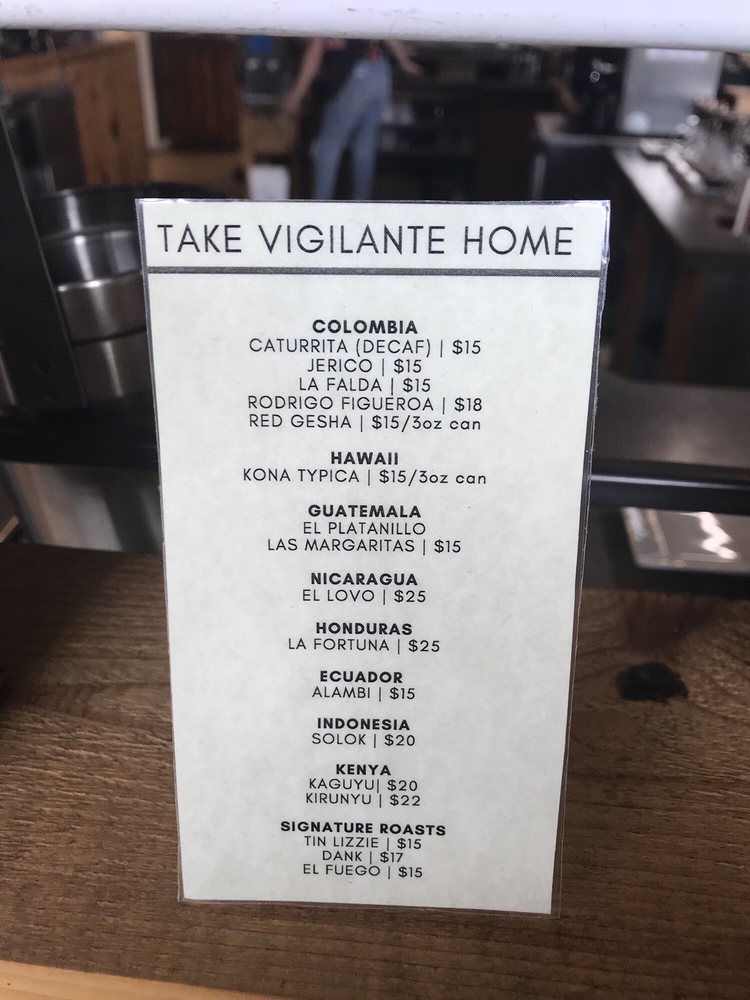 TAKE VIGILANTE HOME
COLOMBIA
CATURRITA (DECAF) | $15
JERICO | $15
LA FALDA | $15
RODRIGO FIGUEROA | $18
RED GESHA | $15/3oz can
HAWAII
KONA TYPICA | $15/3oz can
GUATEMALA
EL PLATANILLO
LAS MARGARITAS | $15
NICARAGUA
EL LOVO | $25
HONDURAS
LA FORTUNA | $25
ECUADOR
ALAMBI | $15
INDONESIA
SOLOK | $20
KENYA
KAGUYU| $20
KIRUNYU | $22
SIGNATURE ROASTS
TIN LIZZIE | $15
DANK | $17
EL FUEGO | $15